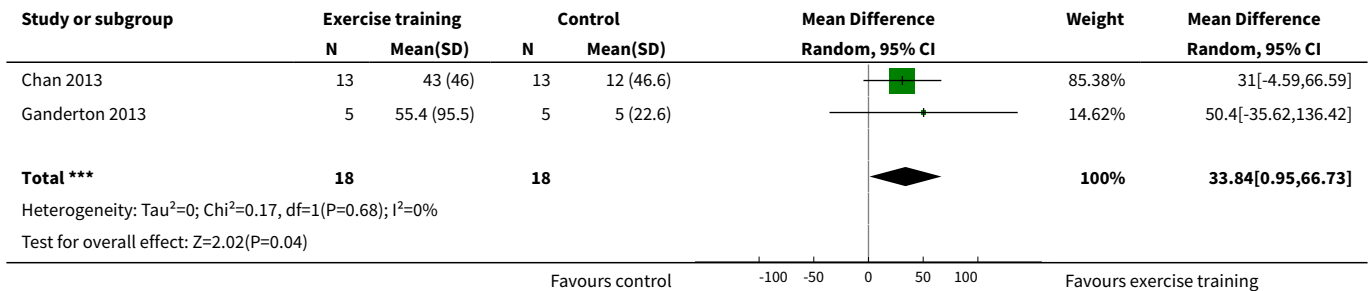 Study or subgroup Exercise training Control Mean Difference Weight Mean Difference
N Mean(SD) N Mean(SD) Random, 95% CI Random, 95% CI
Chan 2013 13 43 (46) 13 12 (46.6) 85.38% 31[-4.59,66.59]
Ganderton 2013 5 55.4 (95.5) 5 5 (22.6) 14.62% 50.4[-35.62,136.42]
Total *** 18 18 100% 33.84[0.95,66.73]
Heterogeneity: Tau²=0; Chi²=0.17, df=1(P=0.68); I²=0%
Test for overall effect: Z=2.02(P=0.04)
Favours control -100 -50 0 50 100 Favours exercise training